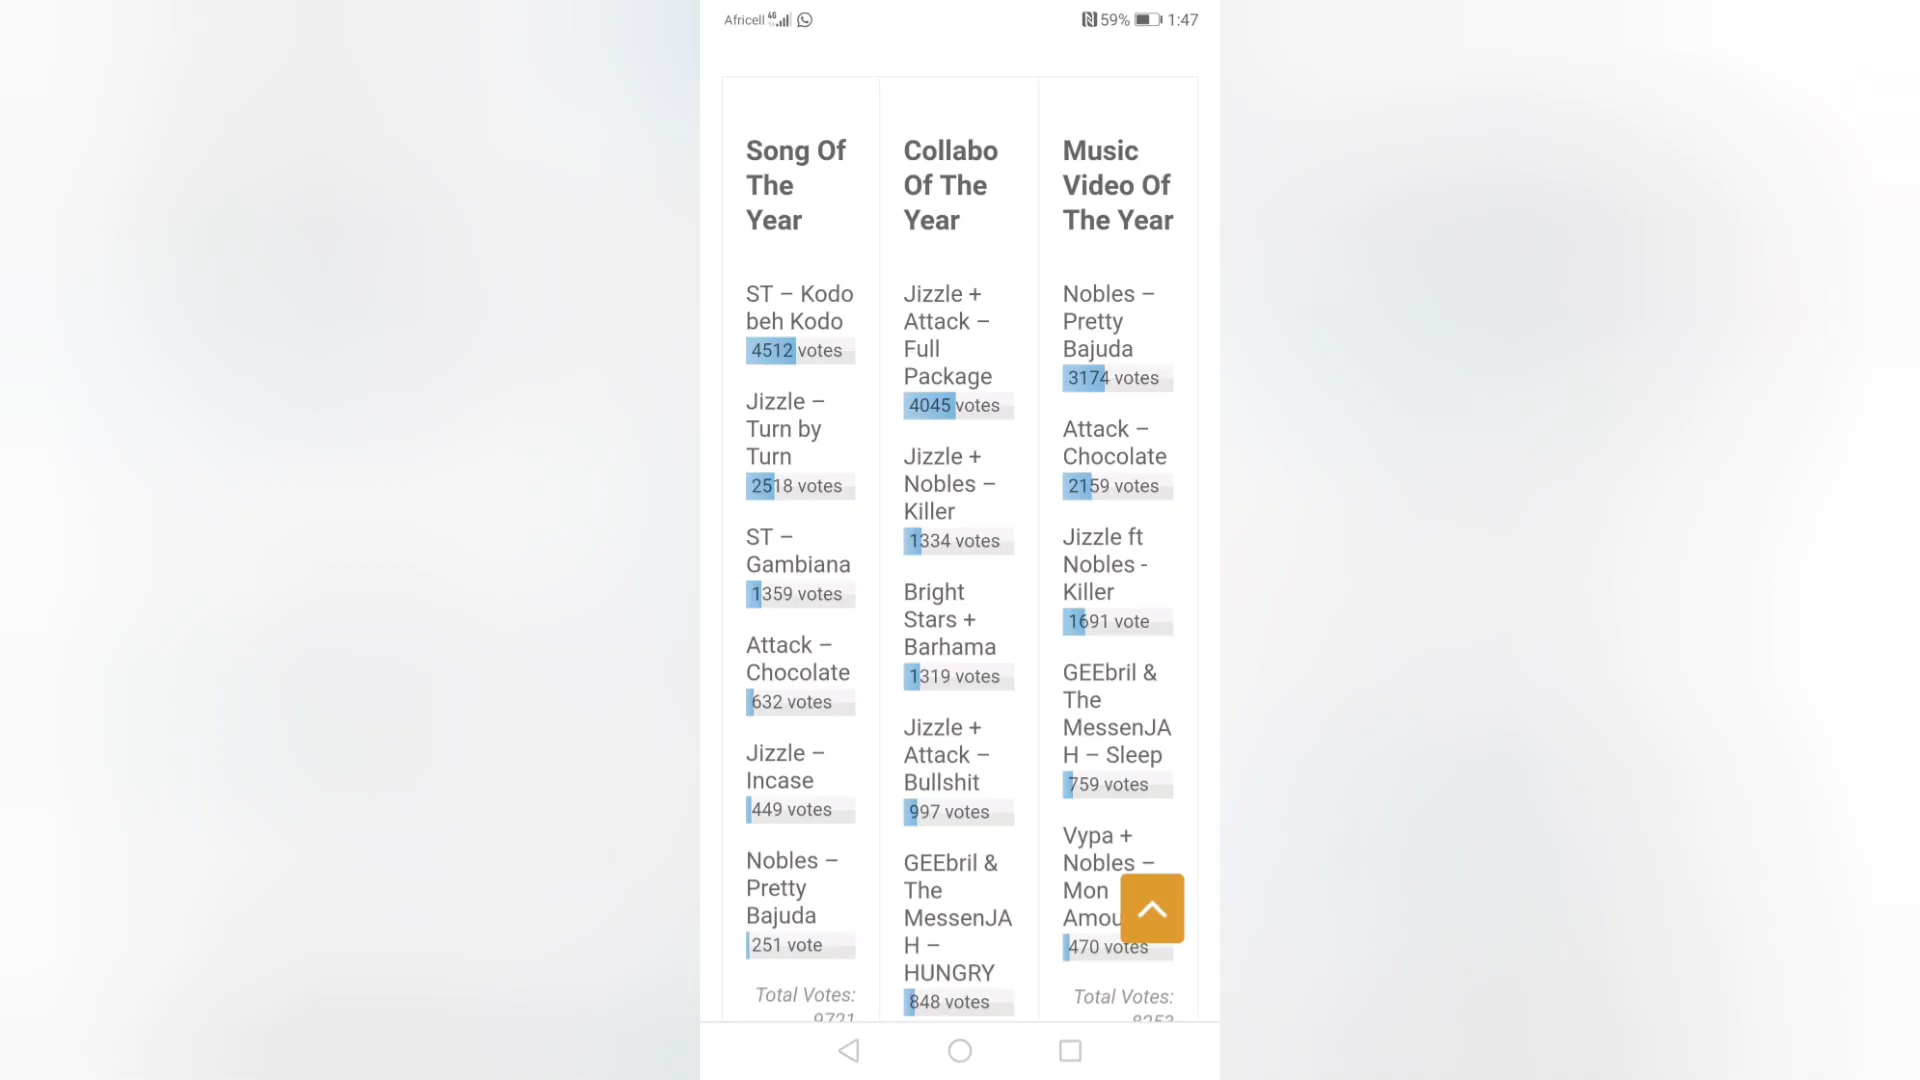 Africell 4G 59% 1:47
Song Of
The
Year
ST – Kodo
beh Kodo
4512 votes
Jizzle –
Turn by
Turn
2518 votes
ST –
Gambiana
1359 votes
Attack –
Chocolate
632 votes
Jizzle –
Incase
449 votes
Nobles –
Pretty
Bajuda
251 vote
Total Votes:
9721
Collabo
Of The
Year
Jizzle +
Attack –
Full
Package
4045 votes
Jizzle +
Nobles –
Killer
1334 votes
Bright
Stars +
Barhama
1319 votes
Jizzle +
Attack –
Bullshit
997 votes
GEEbril &
The
MessenJA
H –
HUNGRY
848 votes
Music
Video Of
The Year
Nobles –
Pretty
Bajuda
3174 votes
Attack –
Chocolate
2159 votes
Jizzle ft
Nobles -
Killer
1691 vote
GEEbril &
The
MessenJA
H – Sleep
759 votes
Vypa +
Nobles –
Mon
Amou
470 votes
Total Votes:
8253